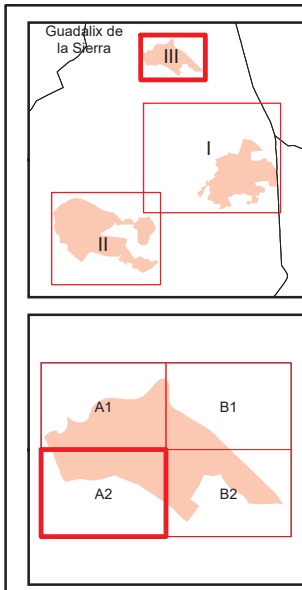 Guadalix de
la Sierra
III
I
II
A1
B1
A2
B2